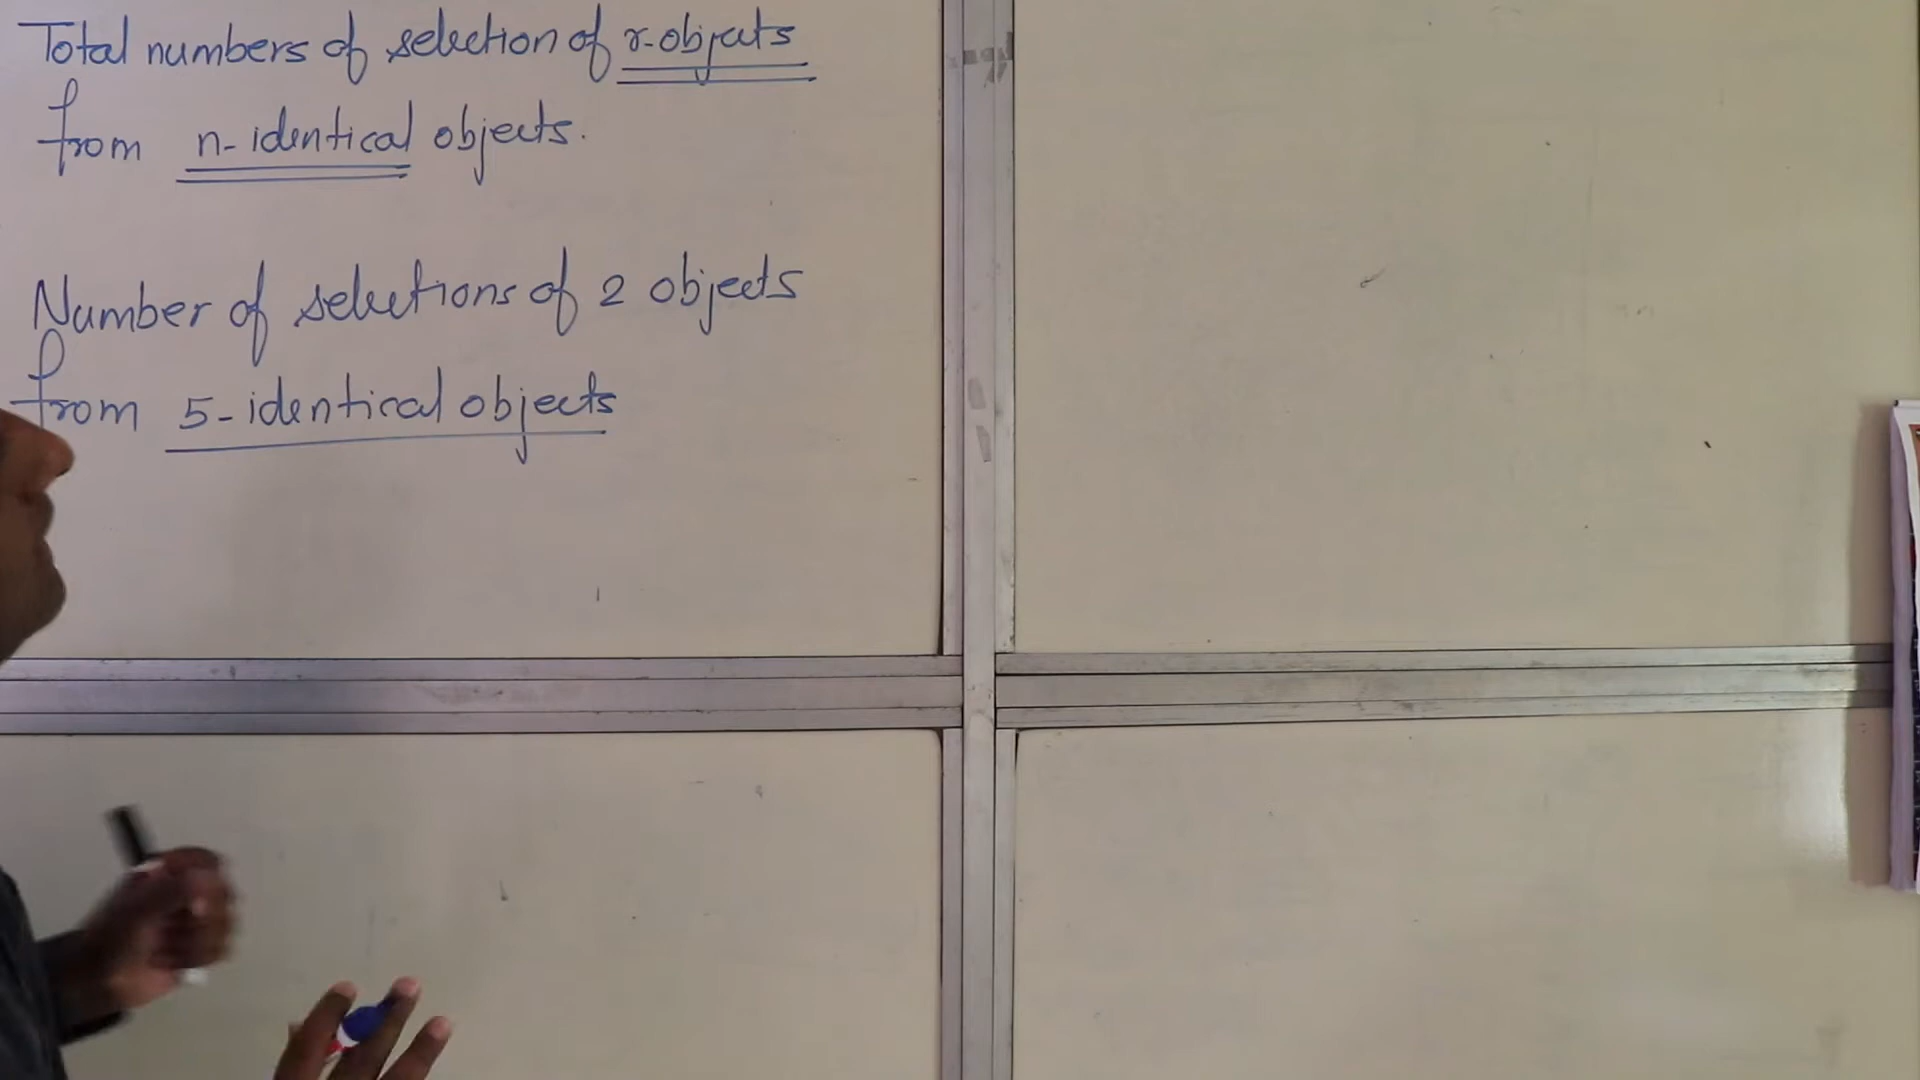 Total numbers of selection of r-objects
from n-identical objects.
Number of selections of 2 objects
from 5-identical objects